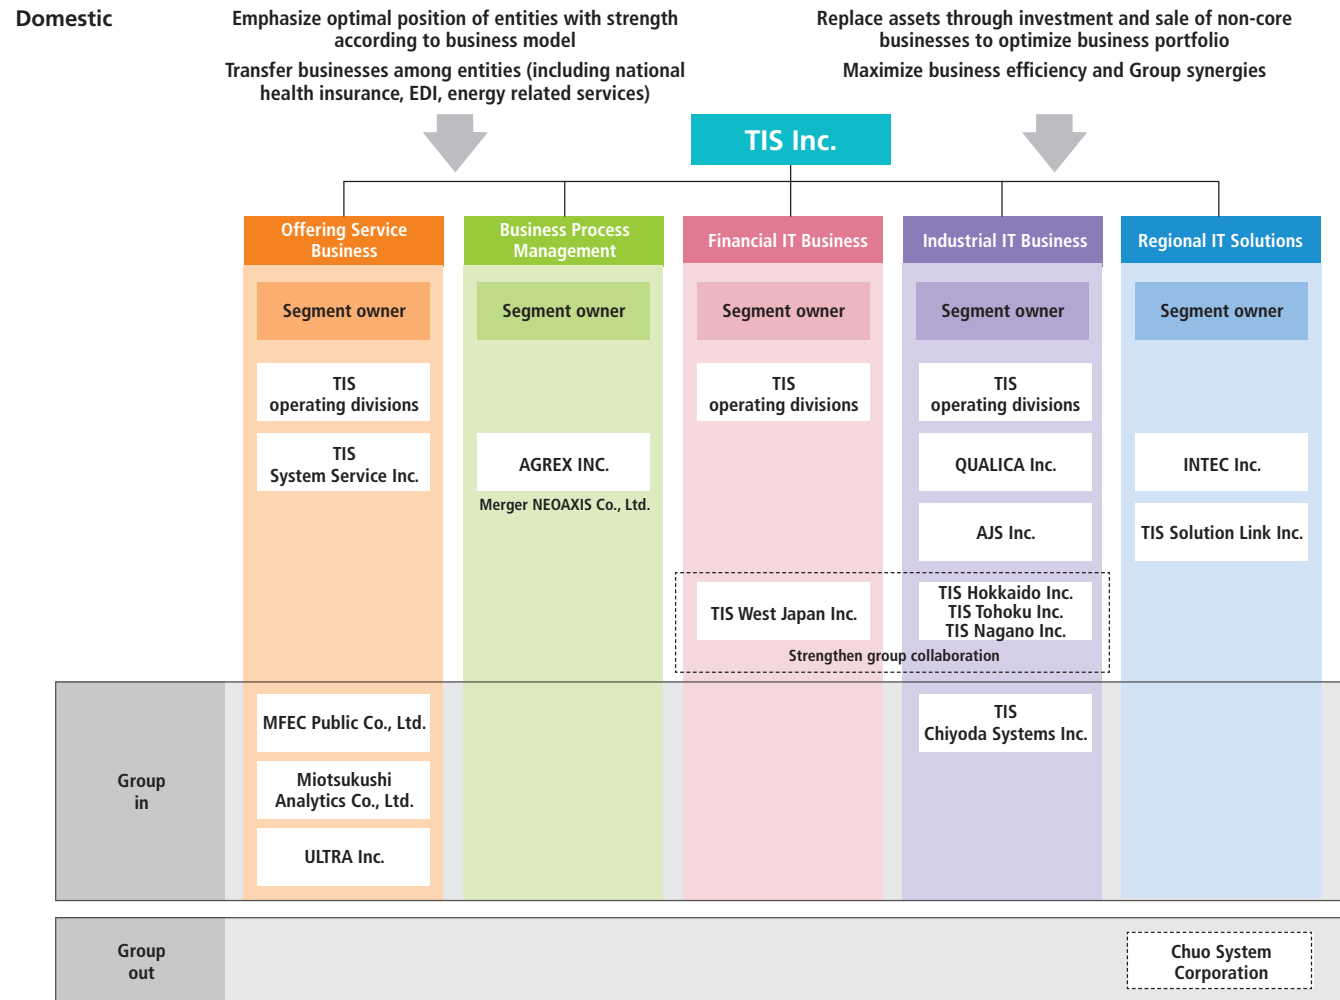 Domestic
Emphasize optimal position of entities with strength
according to business model
Transfer businesses among entities (including national
health insurance, EDI, energy related services)
Replace assets through investment and sale of non-core
businesses to optimize business portfolio
Maximize business efficiency and Group synergies
TIS Inc.
Offering Service
Business
Segment owner
TIS
operating divisions
TIS
System Service Inc.
Business Process
Management
Segment owner
AGREX INC.
Merger NEOAXIS Co., Ltd.
Financial IT Business
Segment owner
TIS
operating divisions
TIS West Japan Inc.
Industrial IT Business
Segment owner
TIS
operating divisions
QUALICA Inc.
AJS Inc.
TIS Hokkaido Inc.
TIS Tohoku Inc.
TIS Nagano Inc.
Strengthen group collaboration
Regional IT Solutions
Segment owner
INTEC Inc.
TIS Solution Link Inc.
Group
in
MFEC Public Co., Ltd.
Miotsukushi
Analytics Co., Ltd.
ULTRA Inc.
TIS
Chiyoda Systems Inc.
Group
out
Chuo System
Corporation